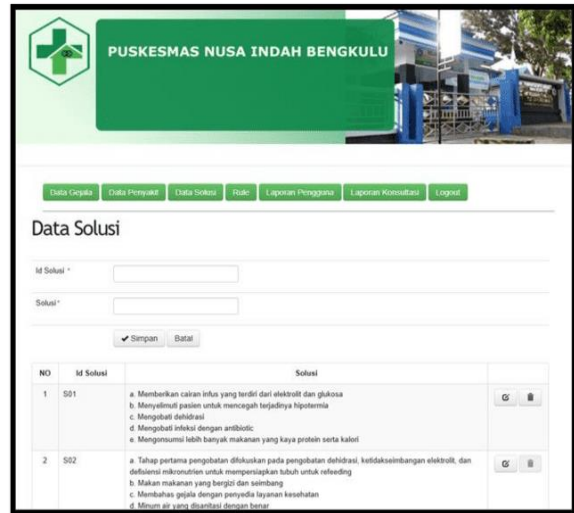 PUSKESMAS NUSA INDAH BENGKULU
Data Gejala Data Penyakit Data Solusi Rule Laporan Pengguna Laporan Konsultasi Logout
Data Solusi
Id Solusi *
Solusi *
Simpan Batal
NO Id Solusi Solusi
1 S01 a. Memberikan cairan infus yang terdiri dari elektrolit dan glukosa
b. Menyelimuti pasien untuk mencegah terjadinya hipotermia
c. Mengobati dehidrasi
d. Mengobati infeksi dengan antibiotic
e. Mengonsumsi lebih banyak makanan yang kaya protein serta kalori
2 S02 a. Tahap pertama pengobatan difokuskan pada pengobatan dehidrasi, ketidakseimbangan elektrolit, dan
defisiensi mikronutrien untuk mempersiapkan tubuh untuk refeeding
b. Makan makanan yang bergizi dan seimbang
c. Membahas gejala dengan penyedia layanan kesehatan
d. Minum air yang disanitasi dengan benar